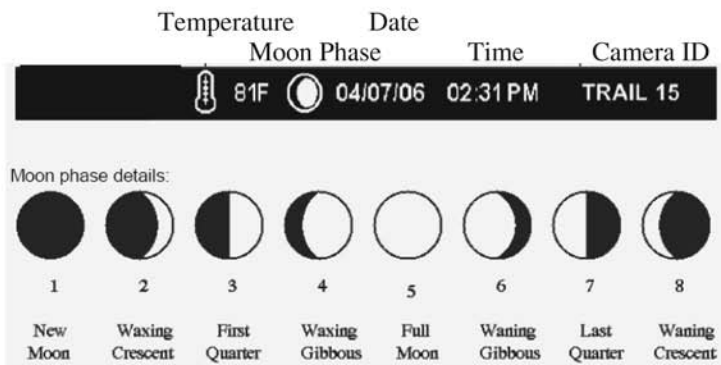 Temperature Date
Moon Phase Time Camera ID
81F 04/07/06 02:31 PM TRAIL 15
Moon phase details:
1 2 3 4 5 6 7 8
New Waxing First Waxing Full Waning Last Waning
Moon Crescent Quarter Gibbous Moon Gibbous Quarter Crescent